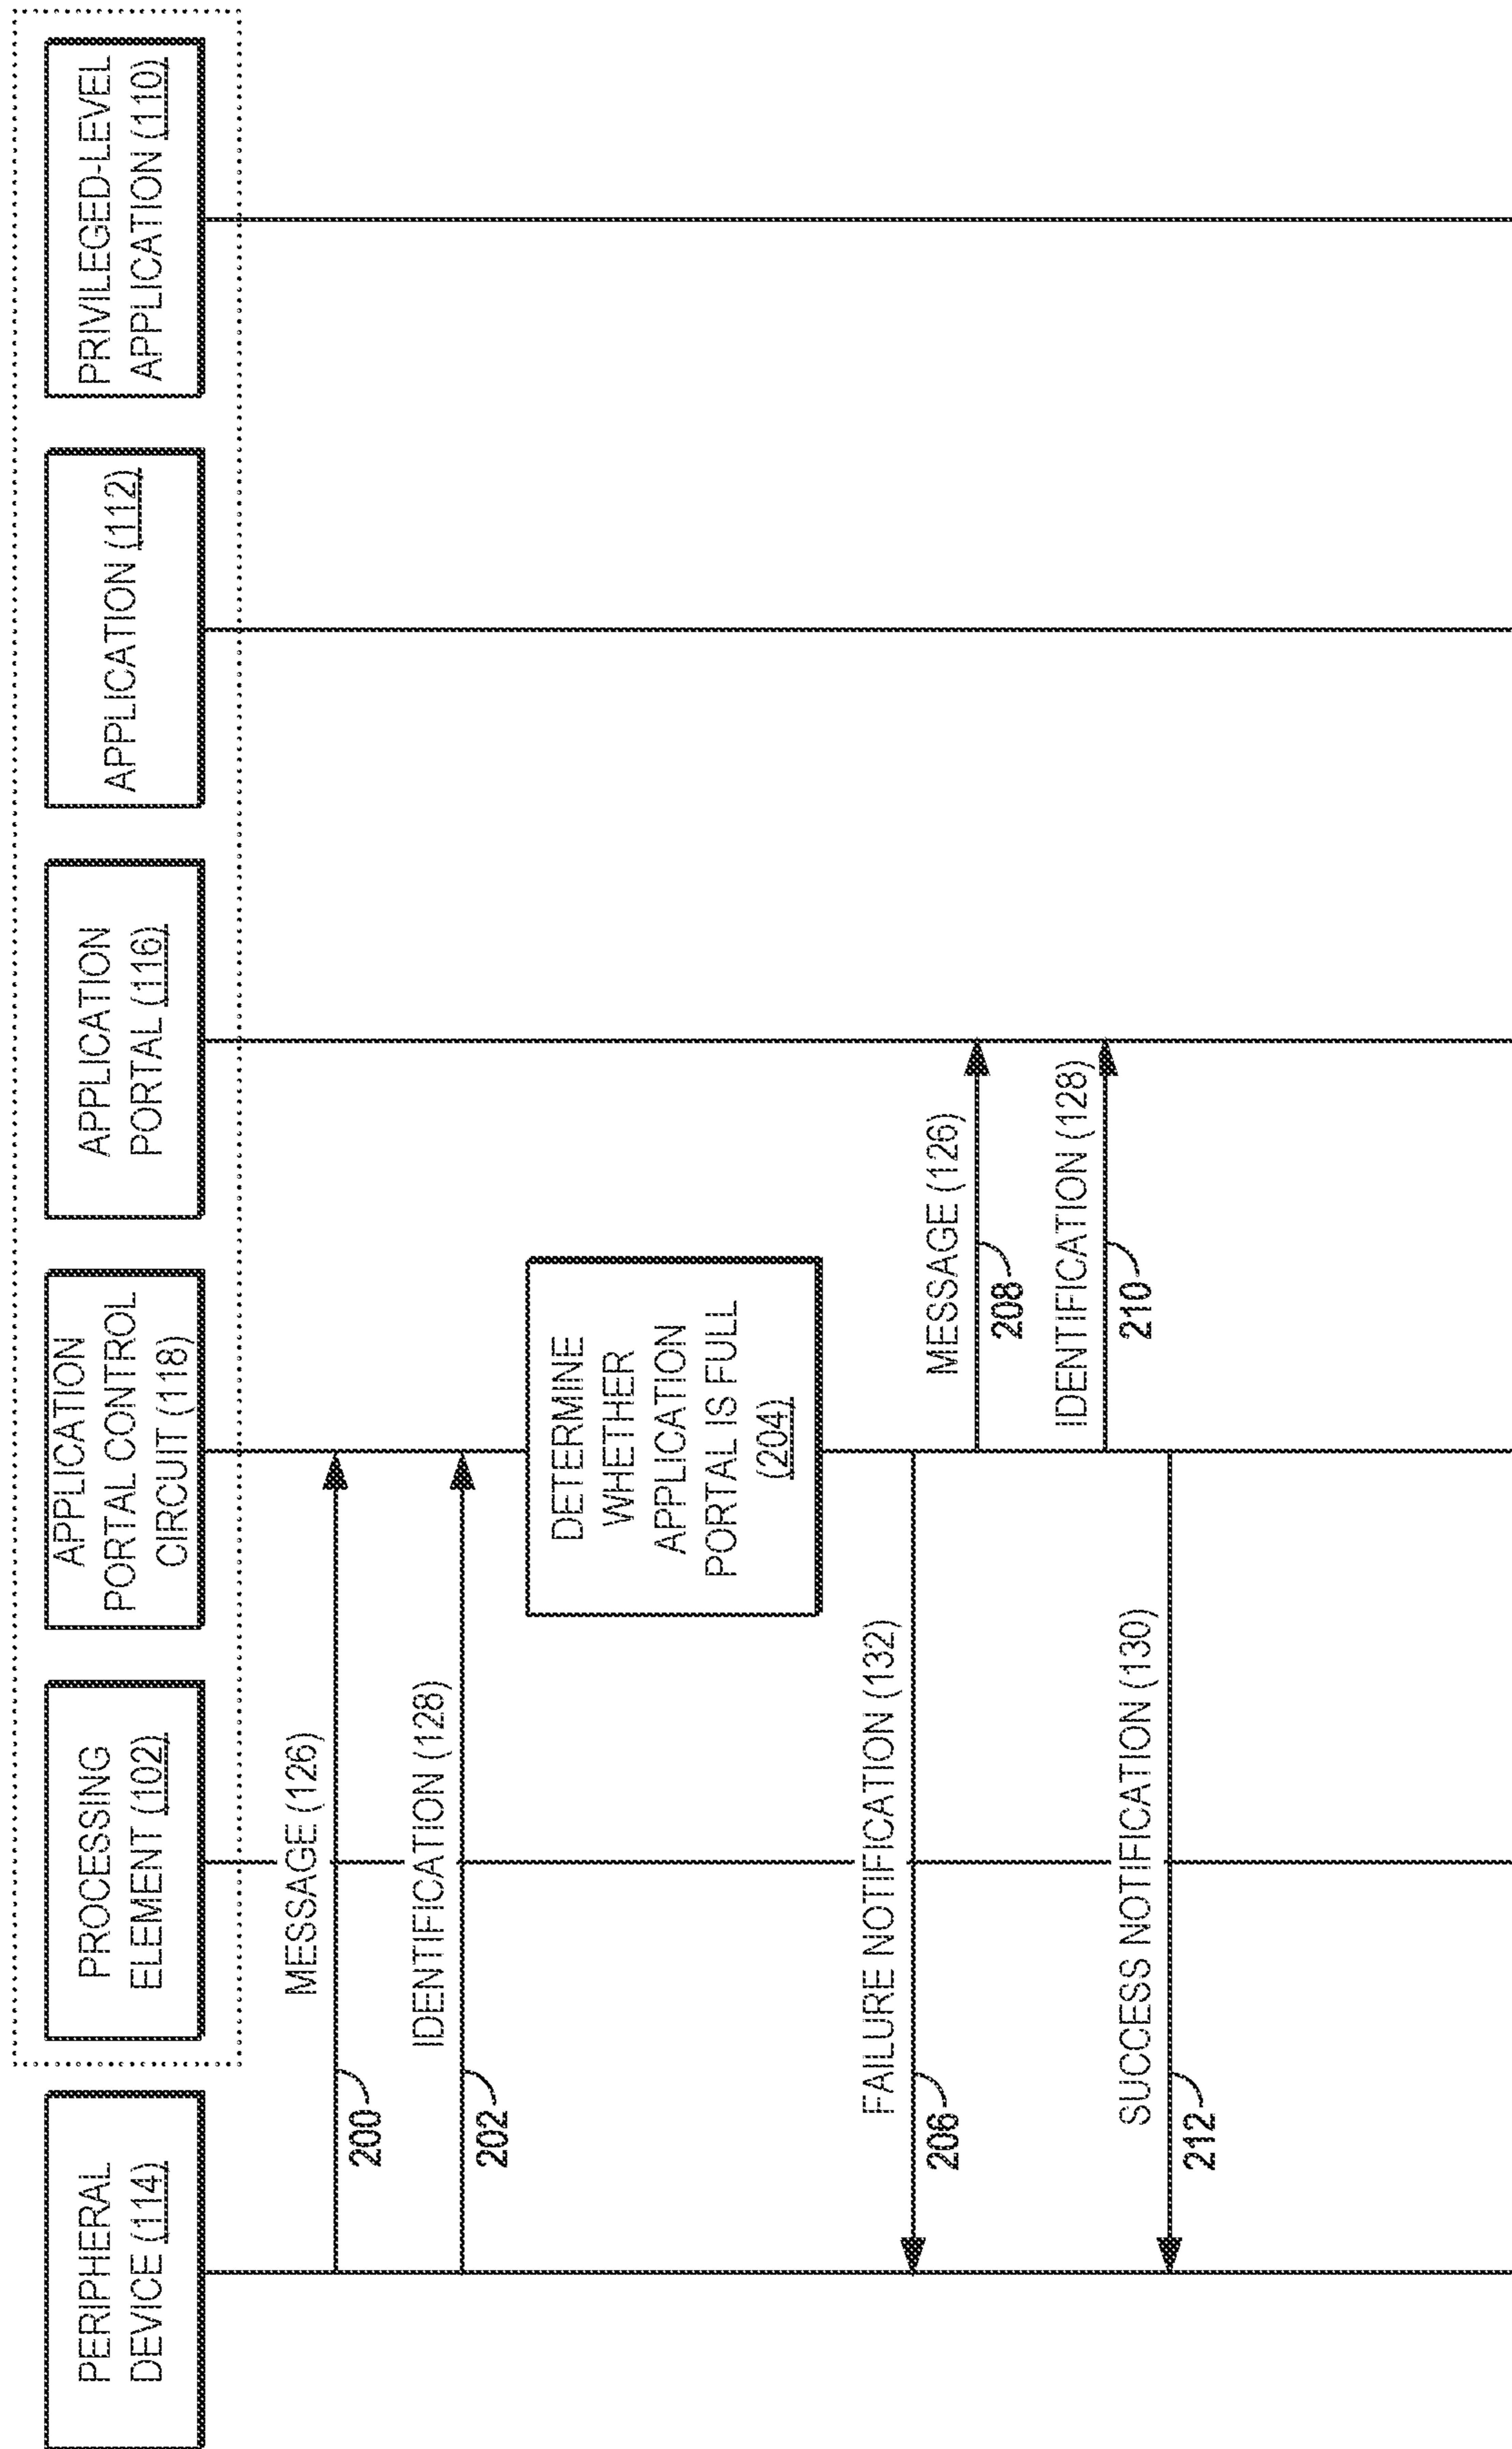 PERIPHERAL
DEVICE (114)
PROCESSING
ELEMENT (102)
APPLICATION
PORTAL CONTROL
CIRCUIT (118)
APPLICATION
PORTAL (116)
APPLICATION (112)
PRIVILEGED-LEVEL
APPLICATION (110)
MESSAGE (126)
200
IDENTIFICATION (128)
202
DETERMINE
WHETHER
APPLICATION
PORTAL IS FULL
(204)
FAILURE NOTIFICATION (132)
206
MESSAGE (126)
208
IDENTIFICATION (128)
210
SUCCESS NOTIFICATION (130)
212